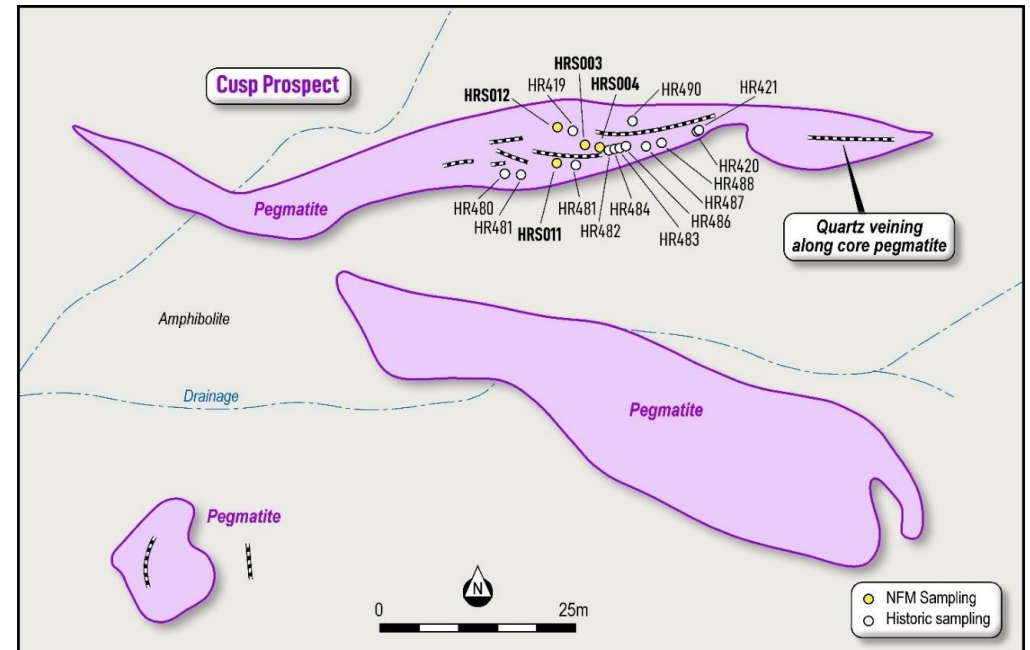 Cusp Prospect
HRS003
HRS012
HR419
HRS004
HR490
HR421
Pegmatite
HR480
HR481
HRS011
HR481
HR482
HR484
HR483
HR486
HR487
HR488
HR420
Quartz veining
along core pegmatite
Amphibolite
Drainage
Pegmatite
Pegmatite
N
0
25m
NFM Sampling
Historic sampling